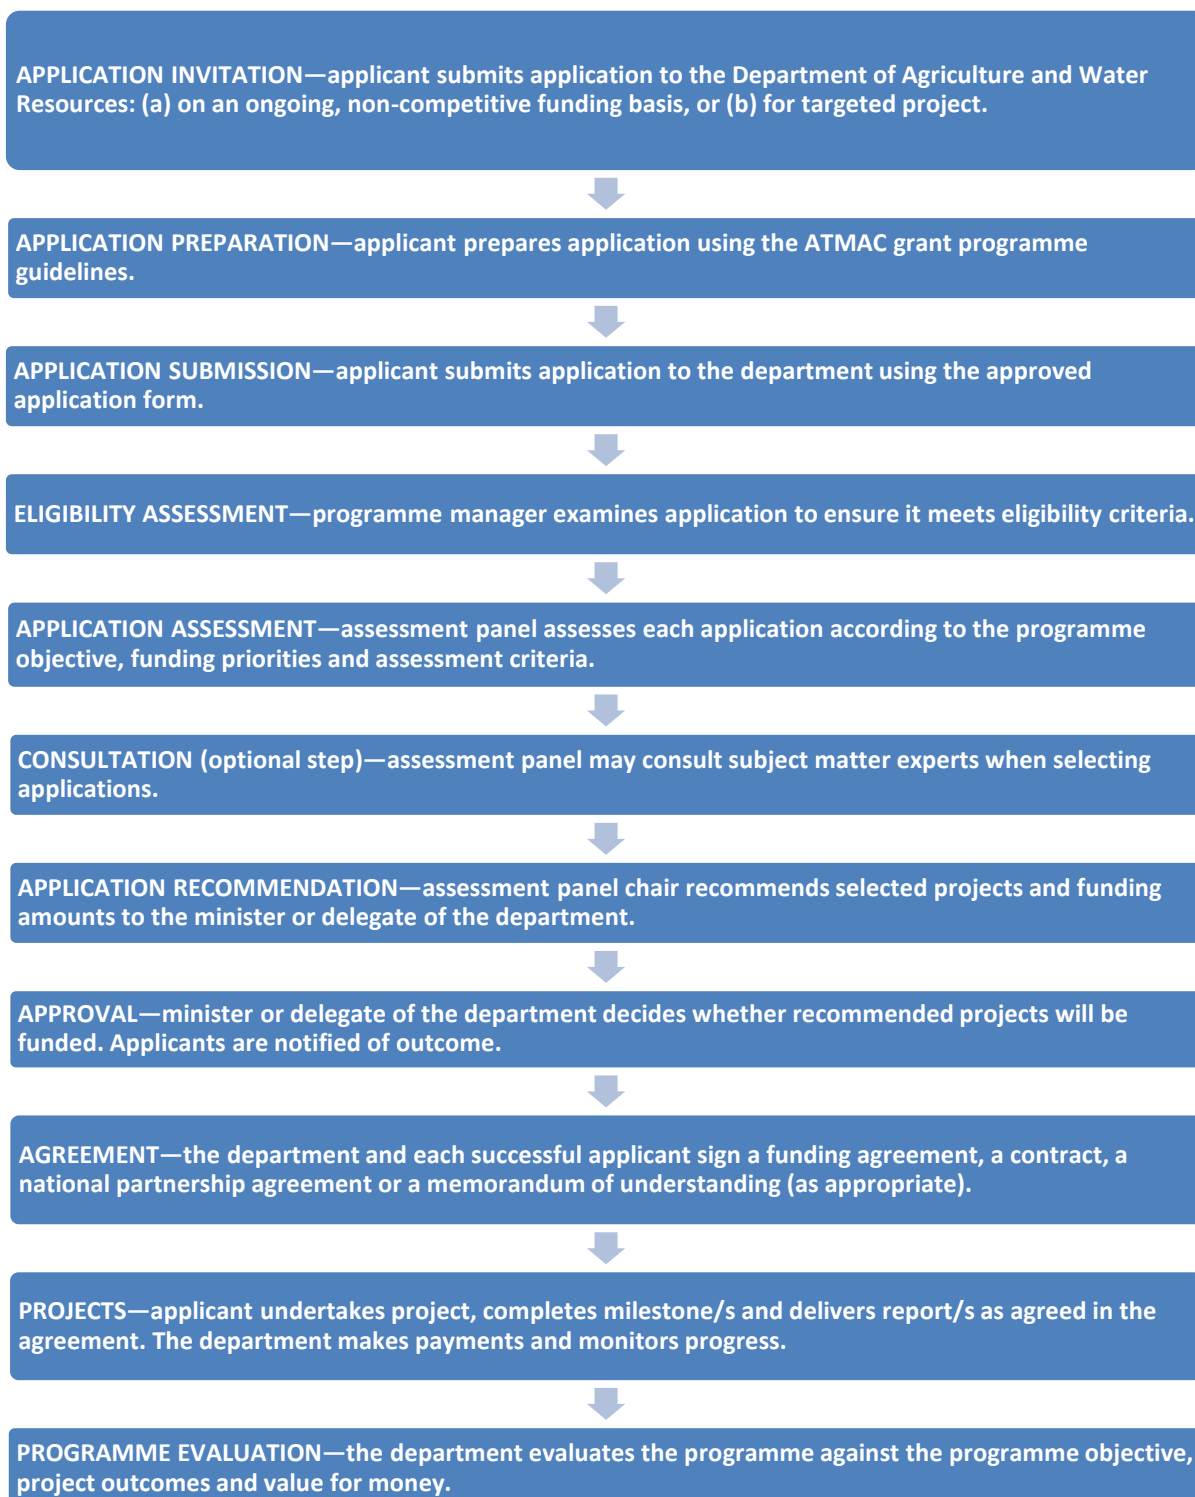 APPLICATION INVITATION—applicant submits application to the Department of Agriculture and Water
Resources: (a) on an ongoing, non-competitive funding basis, or (b) for targeted project.
APPLICATION PREPARATION—applicant prepares application using the ATMAC grant programme
guidelines.
APPLICATION SUBMISSION—applicant submits application to the department using the approved
application form.
ELIGIBILITY ASSESSMENT—programme manager examines application to ensure it meets eligibility criteria.
APPLICATION ASSESSMENT—assessment panel assesses each application according to the programme
objective, funding priorities and assessment criteria.
CONSULTATION (optional step)—assessment panel may consult subject matter experts when selecting
applications.
APPLICATION RECOMMENDATION—assessment panel chair recommends selected projects and funding
amounts to the minister or delegate of the department.
APPROVAL—minister or delegate of the department decides whether recommended projects will be
funded. Applicants are notified of outcome.
AGREEMENT—the department and each successful applicant sign a funding agreement, a contract, a
national partnership agreement or a memorandum of understanding (as appropriate).
PROJECTS—applicant undertakes project, completes milestone/s and delivers report/s as agreed in the
agreement. The department makes payments and monitors progress.
PROGRAMME EVALUATION—the department evaluates the programme against the programme objective,
project outcomes and value for money.